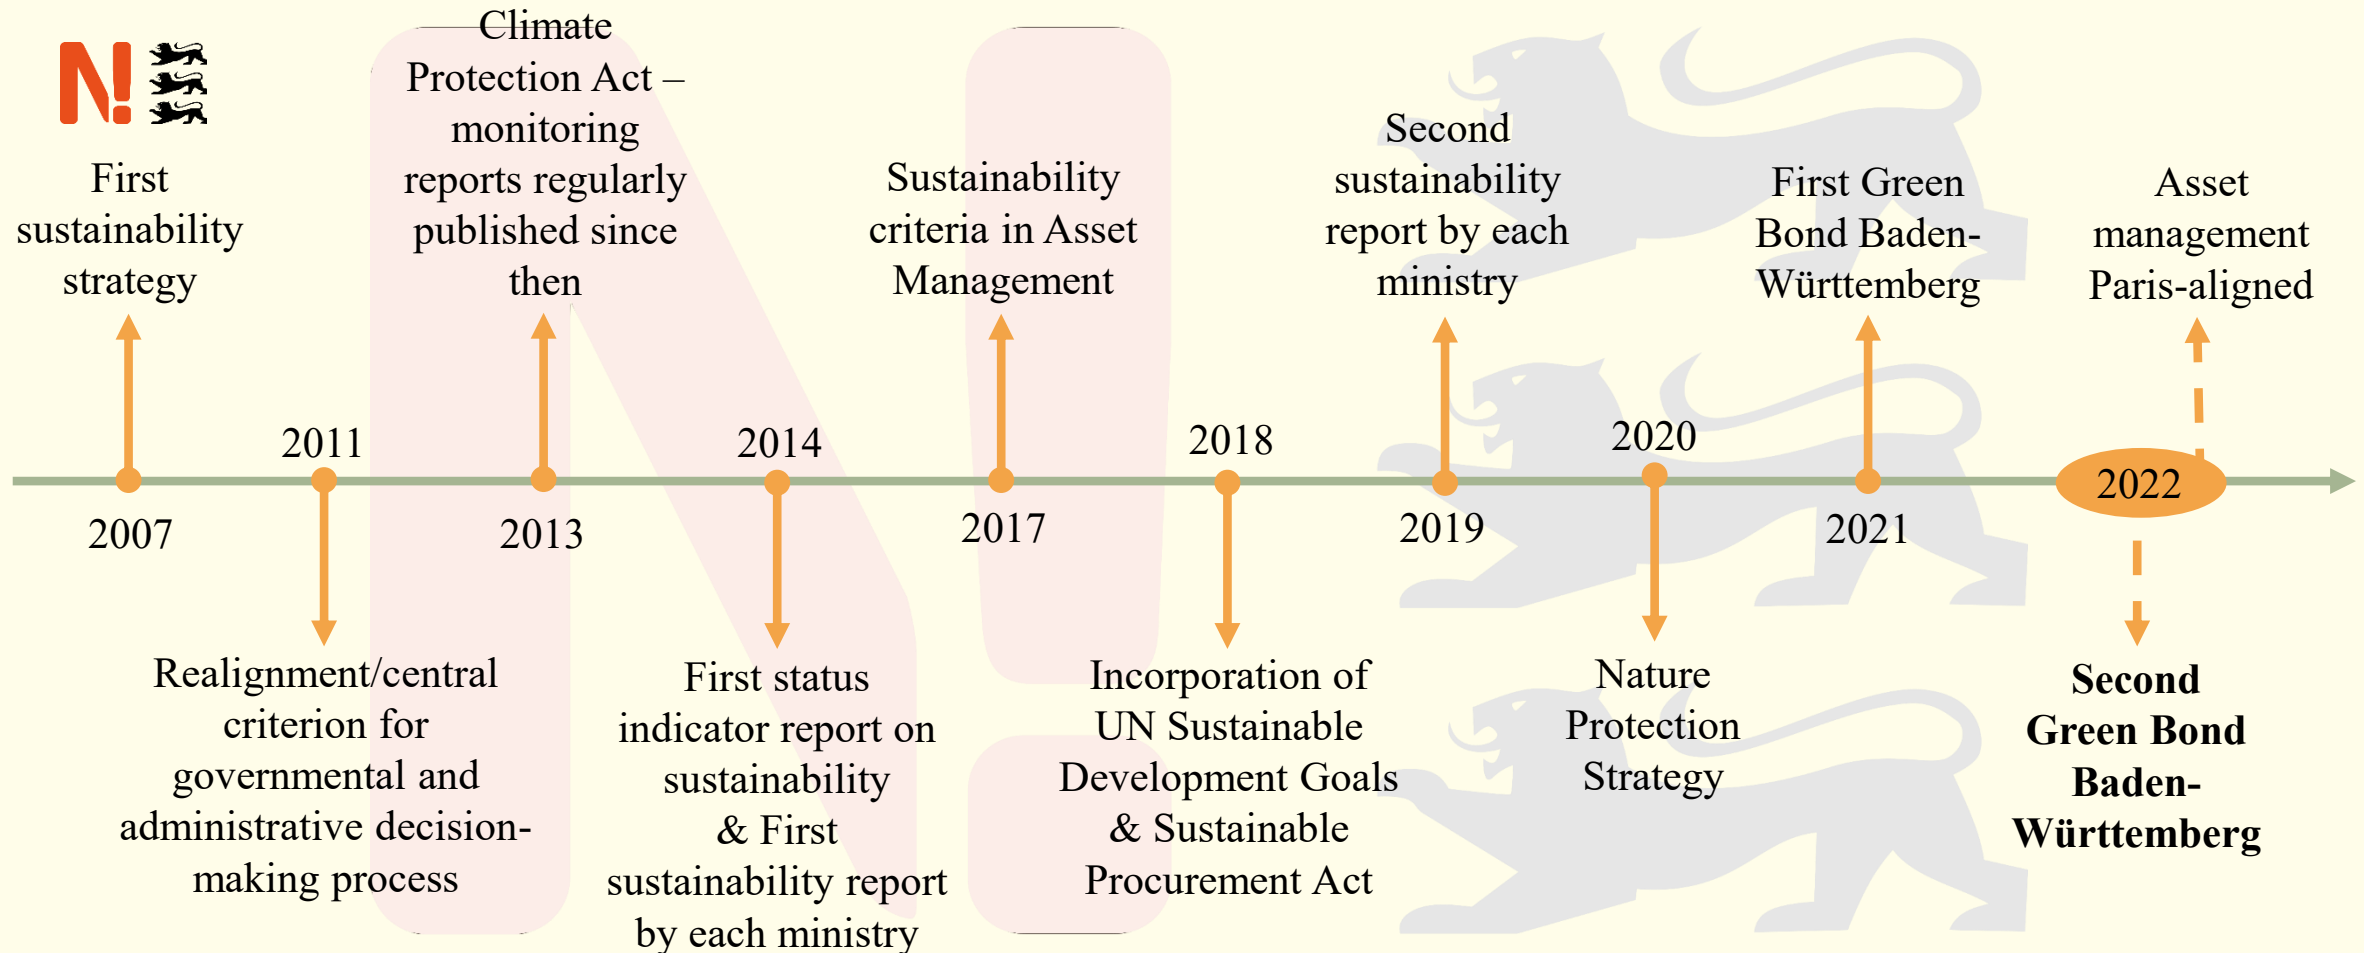 N!
First
sustainability
strategy
2007
2011
Realignment/central
criterion for
governmental and
administrative decision-
making process
Climate
Protection Act –
monitoring
reports regularly
published since
then
2013
2014
First status
indicator report on
sustainability
& First
sustainability report
by each ministry
Sustainability
criteria in Asset
Management
2017
2018
Incorporation of
UN Sustainable
Development Goals
& Sustainable
Procurement Act
Second
sustainability
report by each
ministry
2019
2020
Nature
Protection
Strategy
First Green
Bond Baden-
Württemberg
2021
Asset
management
Paris-aligned
2022
Second
Green Bond
Baden-
Württemberg